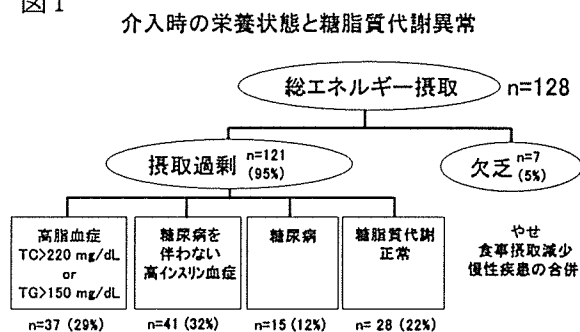 図1
介入時の栄養状態と糖脂質代謝異常
総エネルギー摂取 n=128
摂取過剰 n=121
(95%)
欠乏 n=7
(5%)
高脂血症
TC>220 mg/dL
or
TG>150 mg/dL
糖尿病を
伴わない
高インスリン血症
糖尿病
糖脂質代謝
正常
やせ
食事摂取減少
慢性疾患の合併
n=37 (29%)
n=41 (32%)
n=15 (12%)
n= 28 (22%)